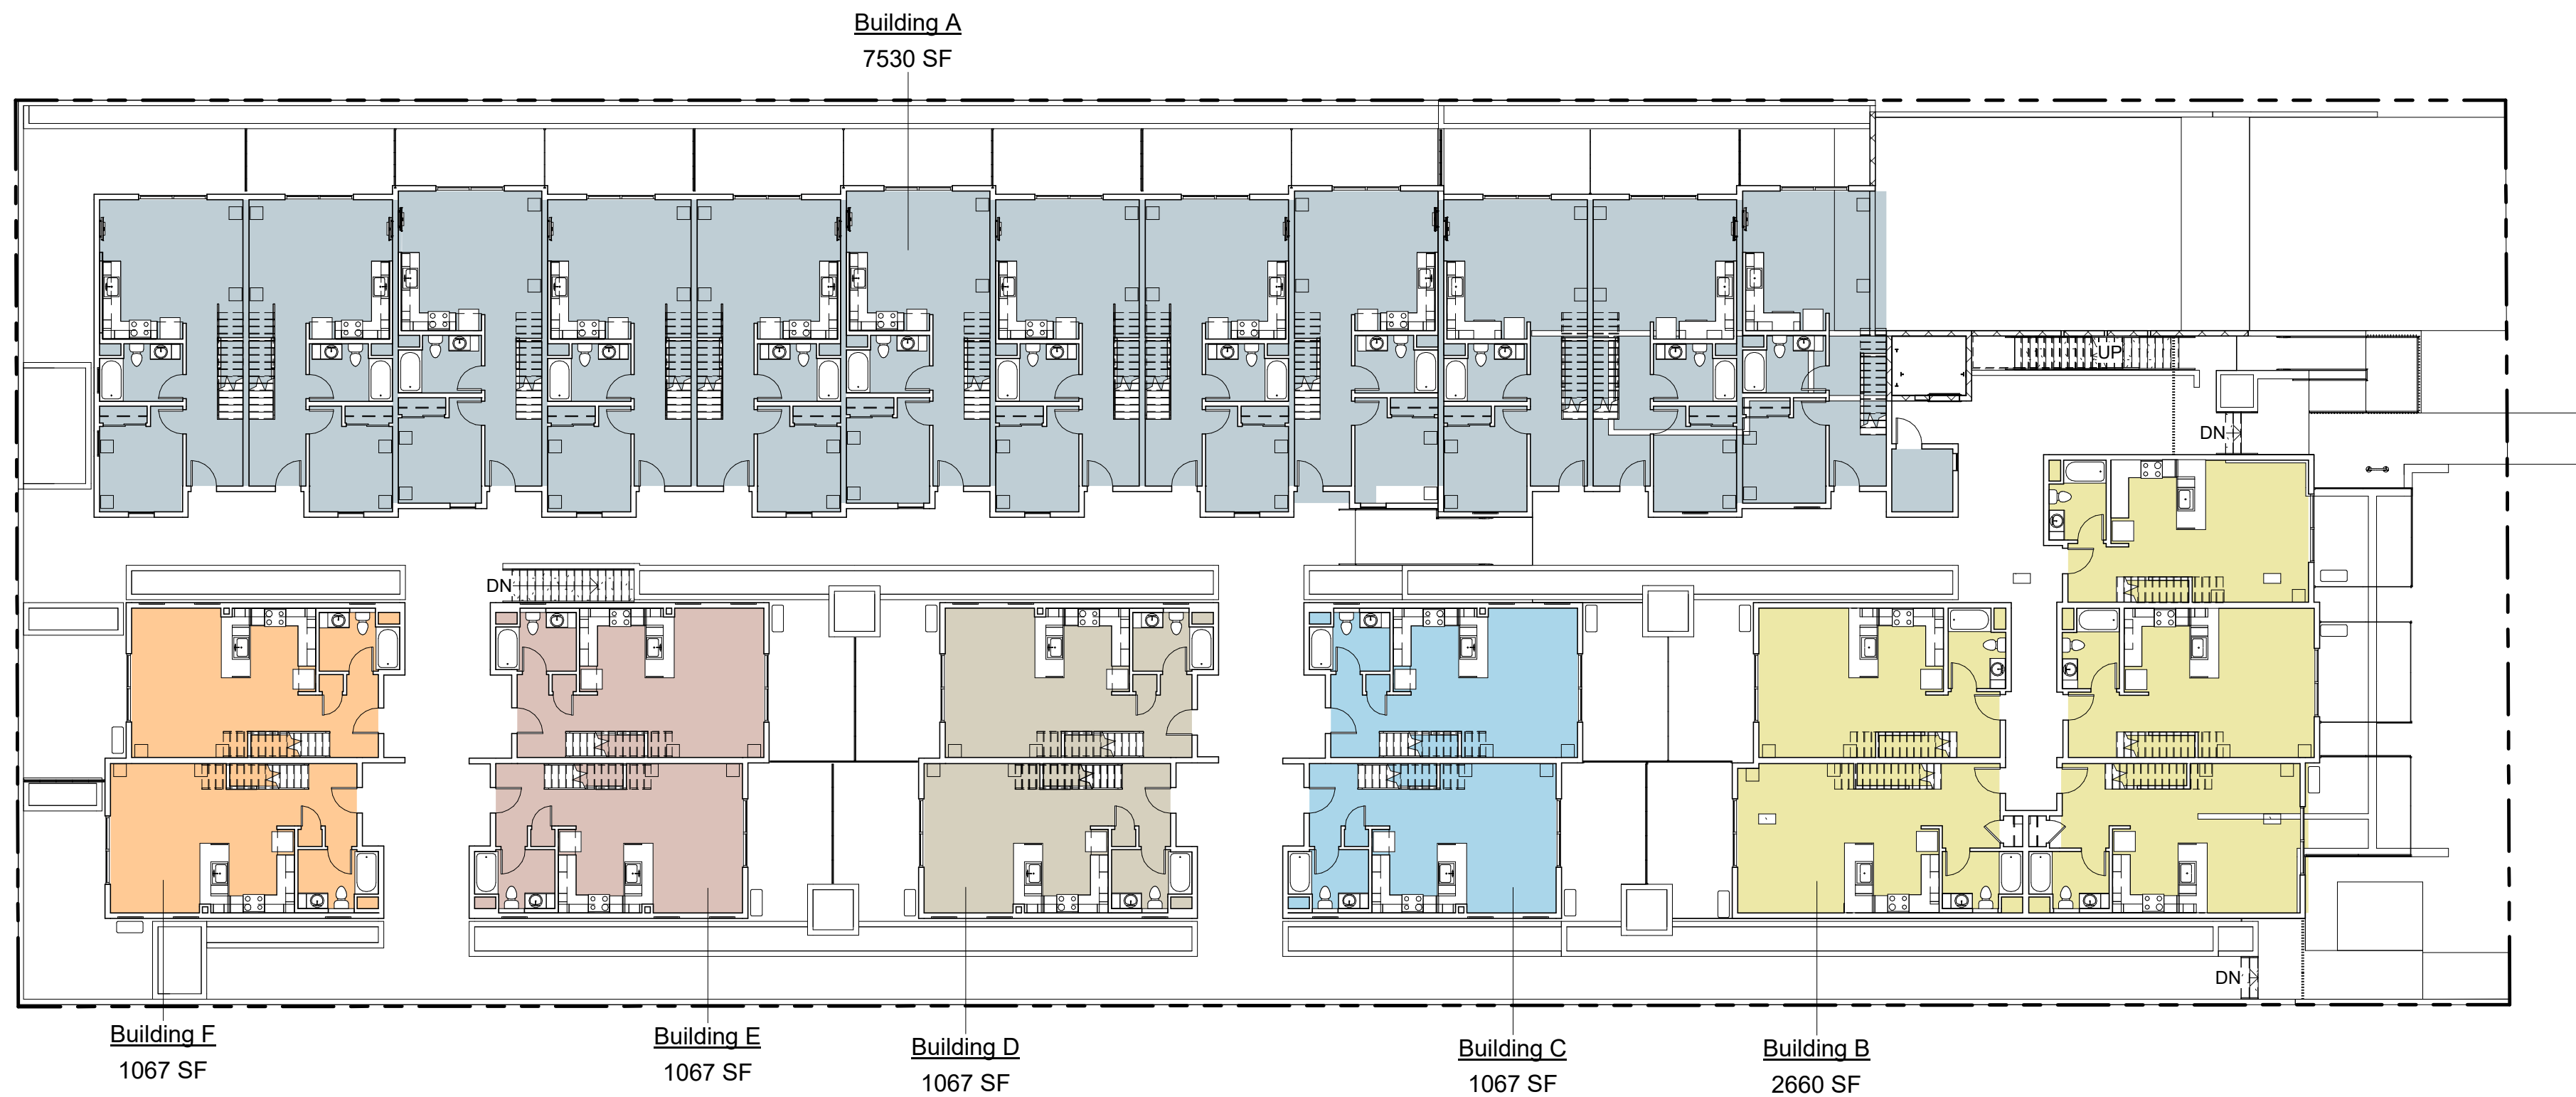 Building A
7530 SF
UP
DN
DN
DN
Building F
1067 SF
Building E
1067 SF
Building D
1067 SF
Building C
1067 SF
Building B
2660 SF